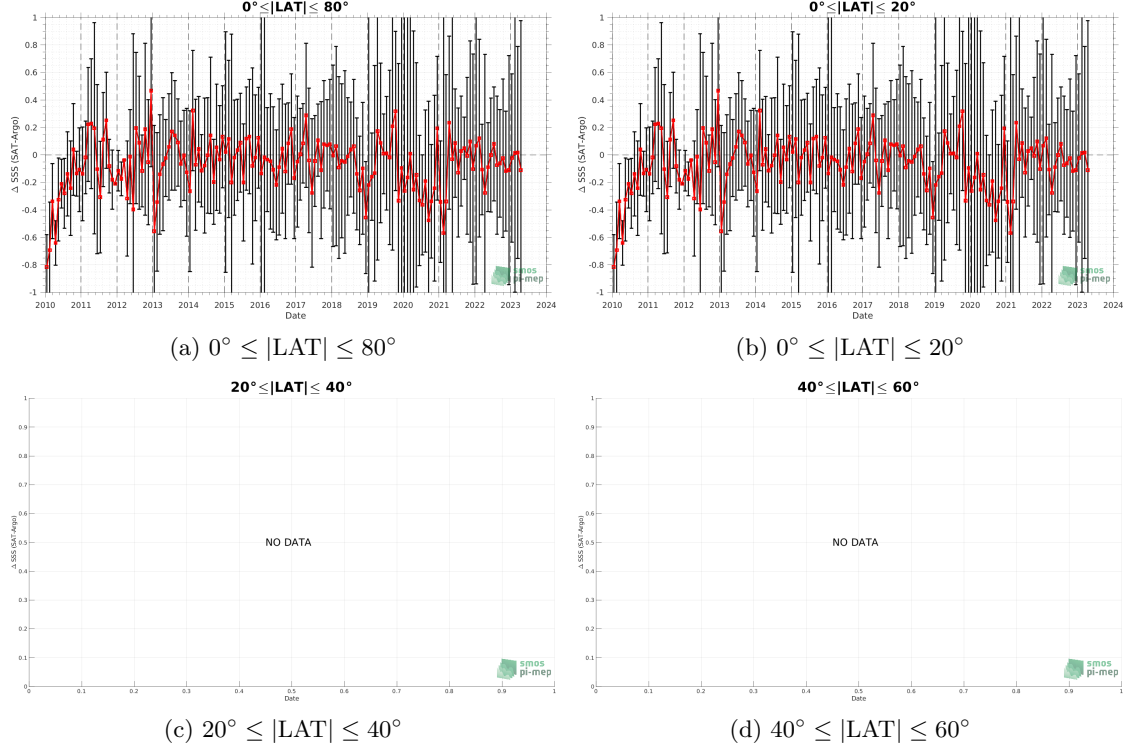 0°≤|LAT|≤ 80°
1
0.8
0.6
0.4
0.2
0
-0.2
-0.4
-0.6
-0.8
-1
Δ SSS (SAT-Argo)
2010 2011 2012 2013 2014 2015 2016 2017 2018 2019 2020 2021 2022 2023 2024
Date
smos
pi-mep
(a) 0° ≤ |LAT| ≤ 80°
0°≤|LAT|≤ 20°
1
0.8
0.6
0.4
0.2
0
-0.2
-0.4
-0.6
-0.8
-1
Δ SSS (SAT-Argo)
2010 2011 2012 2013 2014 2015 2016 2017 2018 2019 2020 2021 2022 2023 2024
Date
smos
pi-mep
(b) 0° ≤ |LAT| ≤ 20°
20°≤|LAT|≤ 40°
1
0.9
0.8
0.7
0.6
0.5
0.4
0.3
0.2
0.1
0
Δ SSS (SAT-Argo)
NO DATA
0 0.1 0.2 0.3 0.4 0.5 0.6 0.7 0.8 0.9 1
Date
smos
pi-mep
(c) 20° ≤ |LAT| ≤ 40°
40°≤|LAT|≤ 60°
1
0.9
0.8
0.7
0.6
0.5
0.4
0.3
0.2
0.1
0
Δ SSS (SAT-Argo)
NO DATA
0 0.1 0.2 0.3 0.4 0.5 0.6 0.7 0.8 0.9 1
Date
smos
pi-mep
(d) 40° ≤ |LAT| ≤ 60°